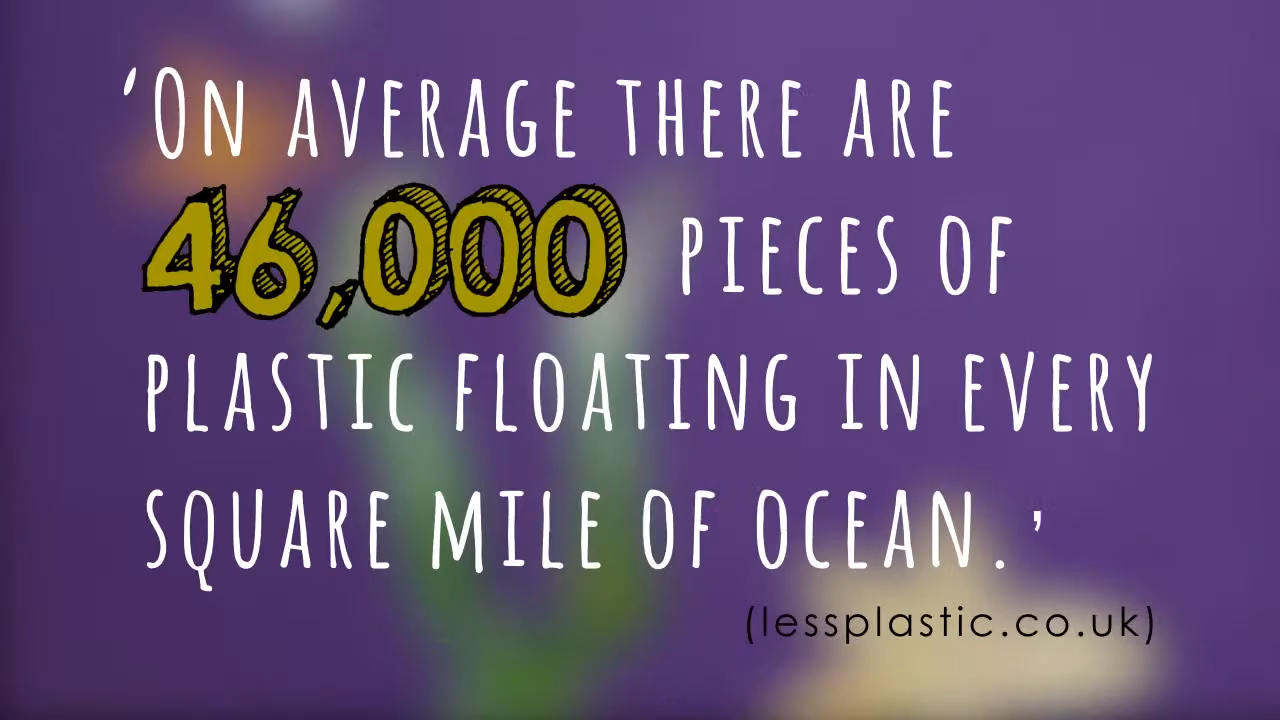 ‘On average there are
46,000 pieces of
plastic floating in every
square mile of ocean.’
(lessplastic.co.uk)